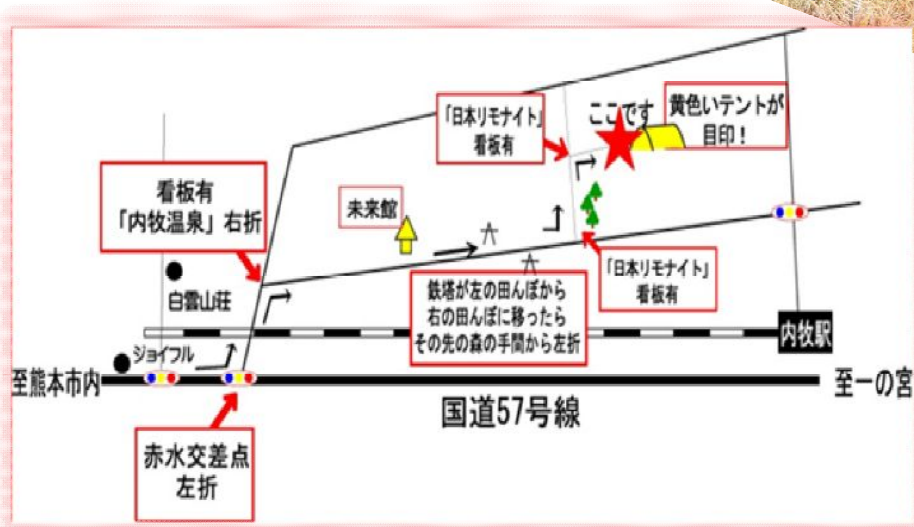 「日本リモナイト」
看板有
ここです
黄色いテントが
目印！
看板有
「内牧温泉」右折
未来館
白雲山荘
「日本リモナイト」
看板有
鉄塔が左の田んぼから
右の田んぼに移ったら
その先の森の手間から左折
内牧駅
ジョイフル
至熊本市内
至一の宮
国道57号線
赤水交差点
左折